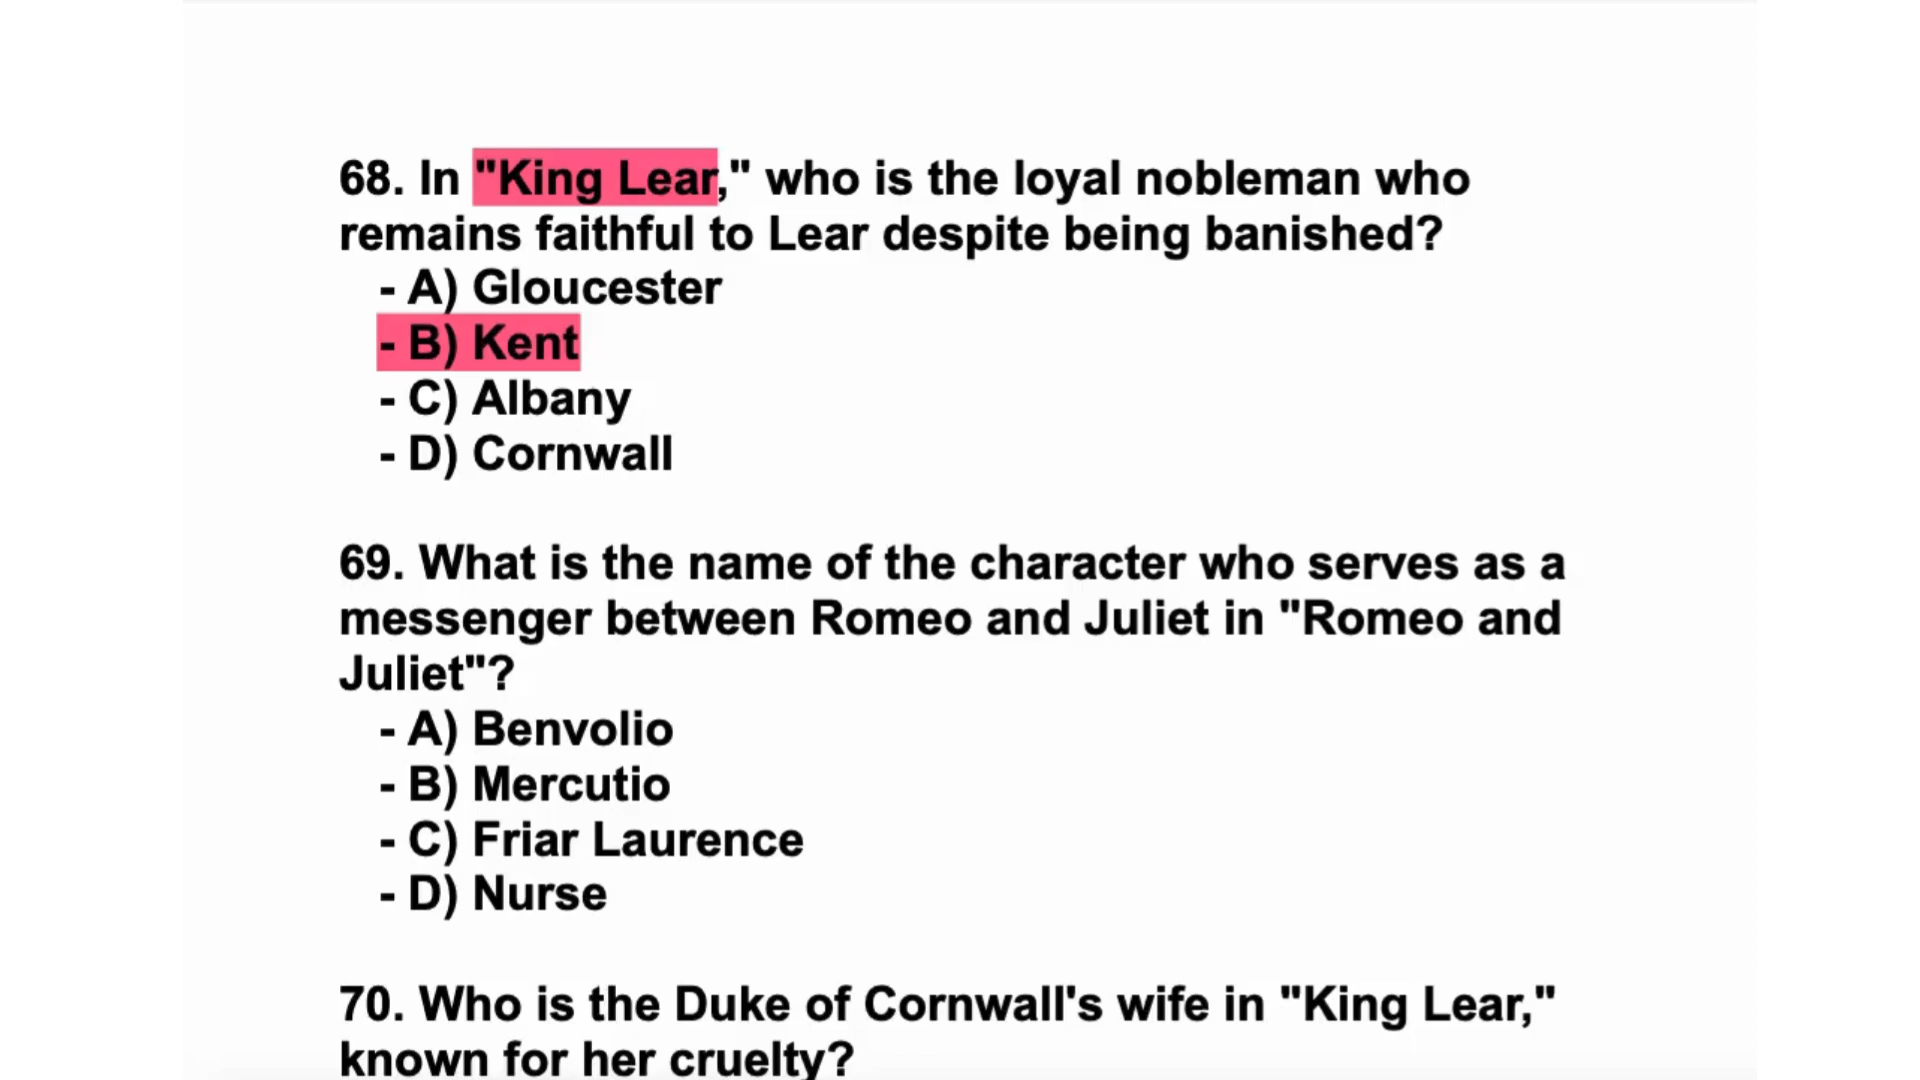 68. In "King Lear," who is the loyal nobleman who
remains faithful to Lear despite being banished?
- A) Gloucester
- B) Kent
- C) Albany
- D) Cornwall
69. What is the name of the character who serves as a
messenger between Romeo and Juliet in "Romeo and
Juliet"?
- A) Benvolio
- B) Mercutio
- C) Friar Laurence
- D) Nurse
70. Who is the Duke of Cornwall's wife in "King Lear,"
known for her cruelty?